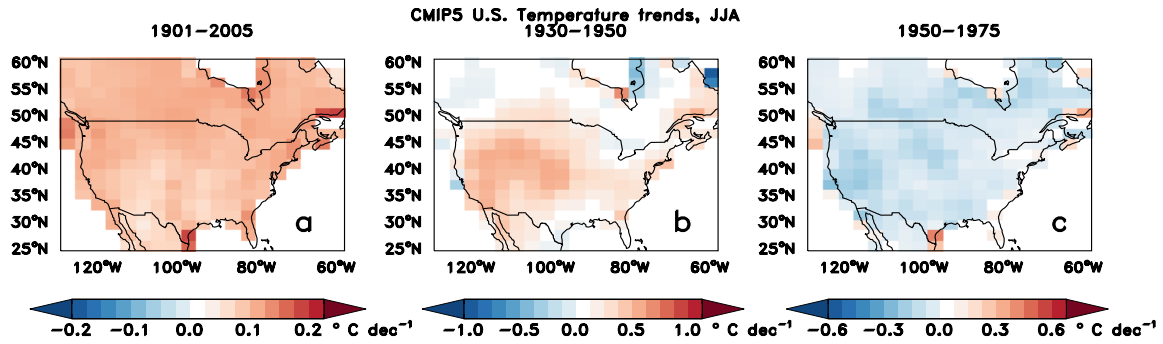 CMIP5 U.S. Temperature trends, JJA
1901−2005
1930−1950
1950−1975
60°N
55°N
50°N
45°N
40°N
35°N
30°N
25°N
a
120°W 100°W 80°W 60°W
−0.2 −0.1 0.0 0.1 0.2 ° C dec⁻¹
60°N
55°N
50°N
45°N
40°N
35°N
30°N
25°N
b
120°W 100°W 80°W 60°W
−1.0 −0.5 0.0 0.5 1.0 ° C dec⁻¹
60°N
55°N
50°N
45°N
40°N
35°N
30°N
25°N
c
120°W 100°W 80°W 60°W
−0.6 −0.3 0.0 0.3 0.6 ° C dec⁻¹